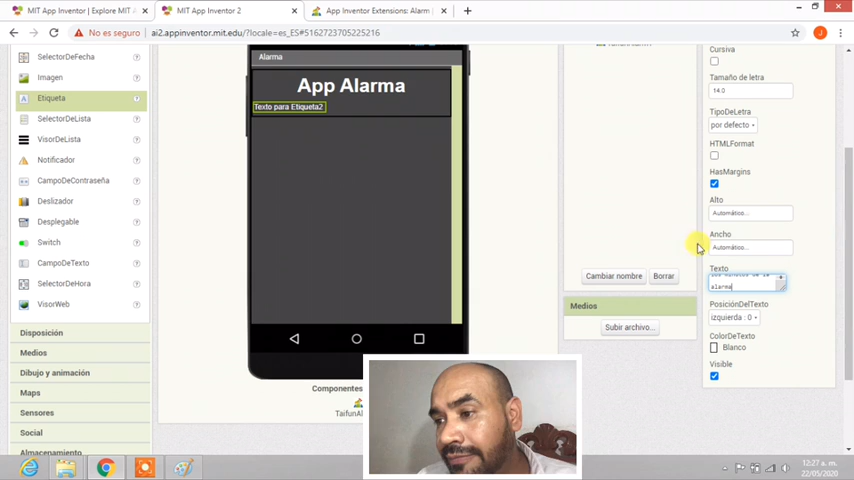 MIT App Inventor | Explore MIT A
MIT App Inventor 2
App Inventor Extensions: Alarm |
No es seguro
ai2.appinventor.mit.edu/?locale=es_ES#5162723705225216
SelectorDeFecha
Imagen
Etiqueta
SelectorDeLista
VisorDeLista
Notificador
CampoDeContraseña
Deslizador
Desplegable
Switch
CampoDeTexto
SelectorDeHora
VisorWeb
Disposición
Medios
Dibujo y animación
Maps
Sensores
Social
Almacenamiento
Alarma
App Alarma
Texto para Etiqueta2
Componentes
TaifunAl
Cambiar nombre
Borrar
Medios
Subir archivo...
Cursiva
Tamaño de letra
14.0
TipoDeLetra
por defecto
HTMLFormat
HasMargins
Alto
Automático...
Ancho
Automático...
Texto
alarma
PosiciónDelTexto
izquierda : 0
ColorDeTexto
Blanco
Visible
12:27 a. m.
22/05/2020